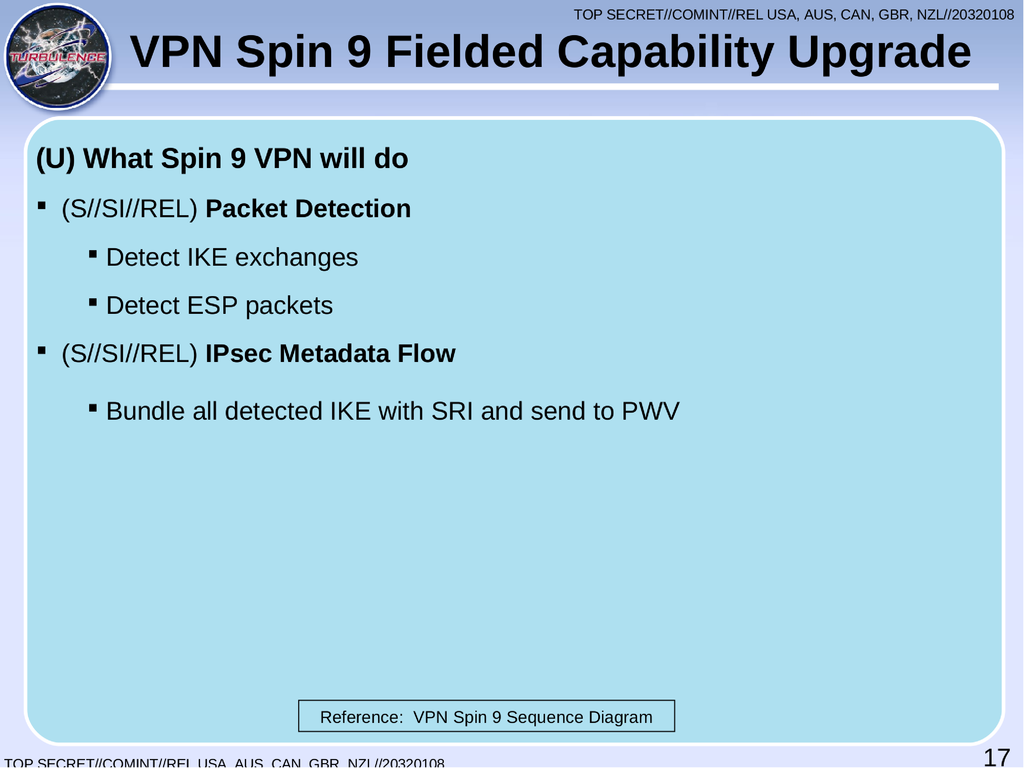 TOP SECRET//COMINT//REL USA, AUS, CAN, GBR, NZL//20320108
TURBULENCE
VPN Spin 9 Fielded Capability Upgrade
(U) What Spin 9 VPN will do
▪ (S//SI//REL) Packet Detection
▪ Detect IKE exchanges
▪ Detect ESP packets
▪ (S//SI//REL) IPsec Metadata Flow
▪ Bundle all detected IKE with SRI and send to PWV
Reference: VPN Spin 9 Sequence Diagram
TOP SECRET//COMINT//REL USA, AUS, CAN, GBR, NZL//20320108
17